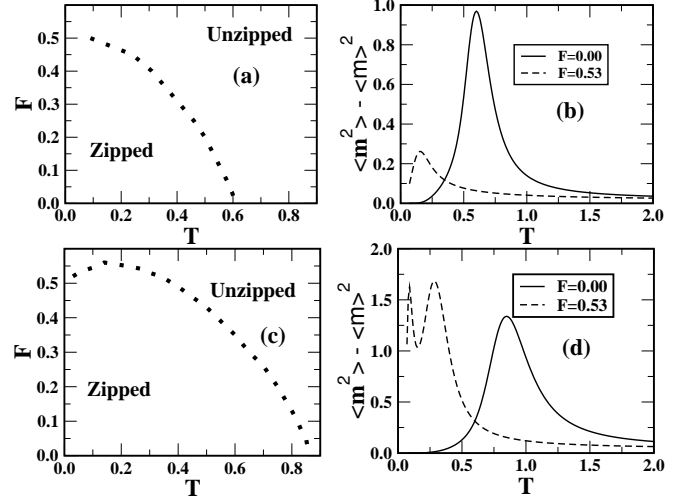 0.5
0.4
0.3
0.2
0.1
0.0
F
Unzipped
(a)
Zipped
0.0 0.2 0.4 0.6 0.8
T
1.0
0.8
0.6
0.4
0.2
0.0
<m²> - <m>²
F=0.00
F=0.53
(b)
0.0 0.5 1.0 1.5 2.0
T
0.5
0.4
0.3
0.2
0.1
0.0
F
Unzipped
(c)
Zipped
0.0 0.2 0.4 0.6 0.8
T
2.0
1.5
1.0
0.5
0.0
<m²> - <m>²
F=0.00
F=0.53
(d)
0.0 0.5 1.0 1.5 2.0
T